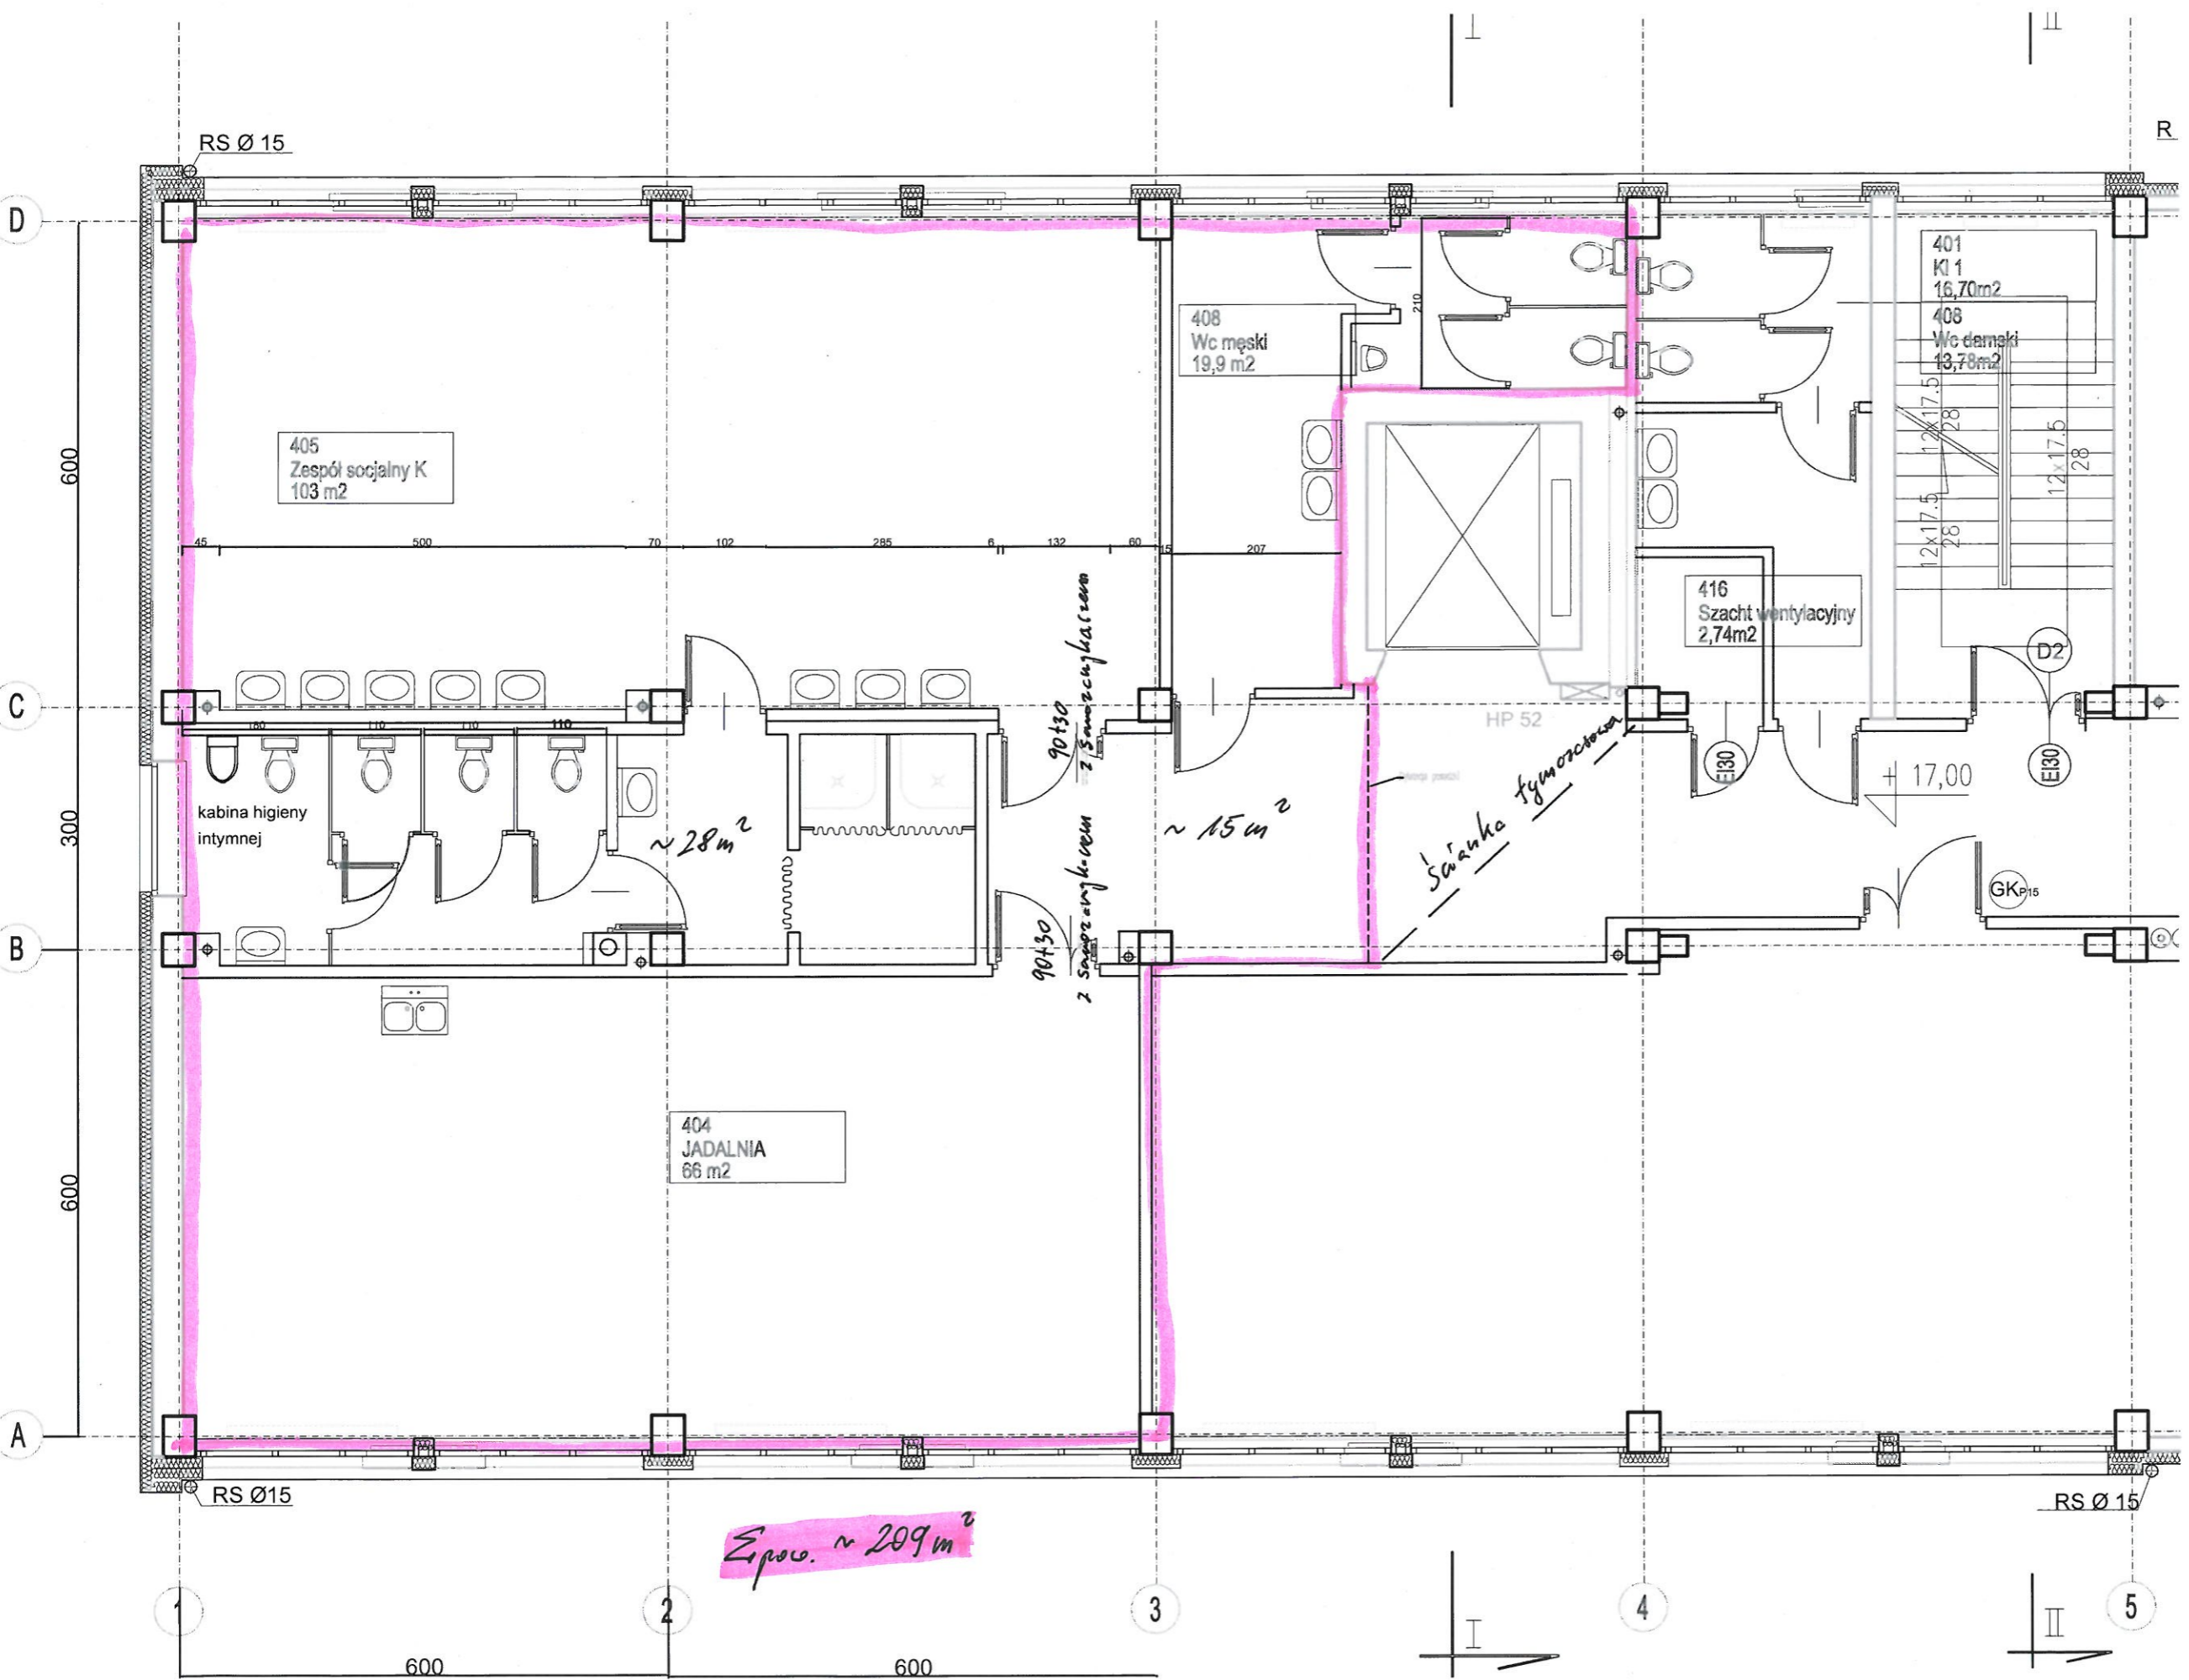 I
II
RS Ø 15
R
D
401
Kl 1
16,70m2
408
Wc męski
19,9 m2
210
408
Wc damski
13,78m2
405
Zespół socjalny K
103 m2
600
12x17.5
28
12x17.5
28
12x17.5
28
45
500
70
102
285
6
132
60
15
207
416
Szacht wentylacyjny
2,74m2
D2
C
HP 52
180
110
110
110
90+30
z samozamykaczem
EI30
EI30
+ 17,00
ścianka tymczasowa
kabina higieny
intymnej
~28m²
~ 15m²
300
GKP15
B
90+30
z samozamykaczem
404
JADALNIA
66 m2
600
A
RS Ø15
RS Ø 15
Σpow. ~ 209m²
1
2
3
4
5
I
II
600
600